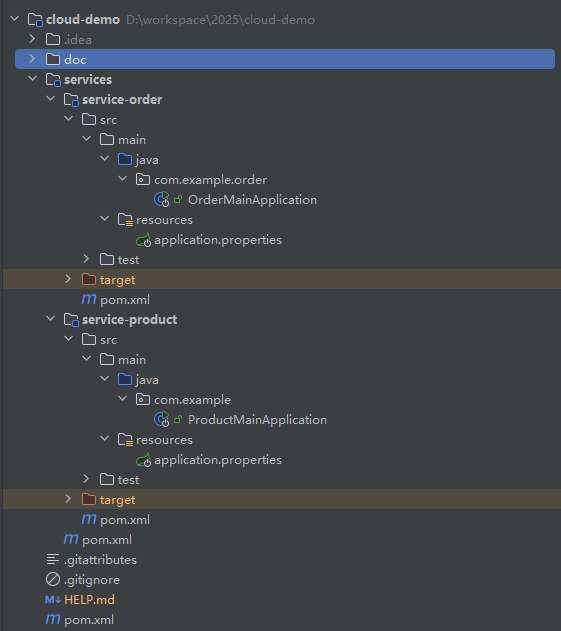 cloud-demo D:\workspace\2025\cloud-demo
.idea
doc
services
service-order
src
main
java
com.example.order
OrderMainApplication
resources
application.properties
test
target
pom.xml
service-product
src
main
java
com.example
ProductMainApplication
resources
application.properties
test
target
pom.xml
pom.xml
.gitattributes
.gitignore
HELP.md
pom.xml